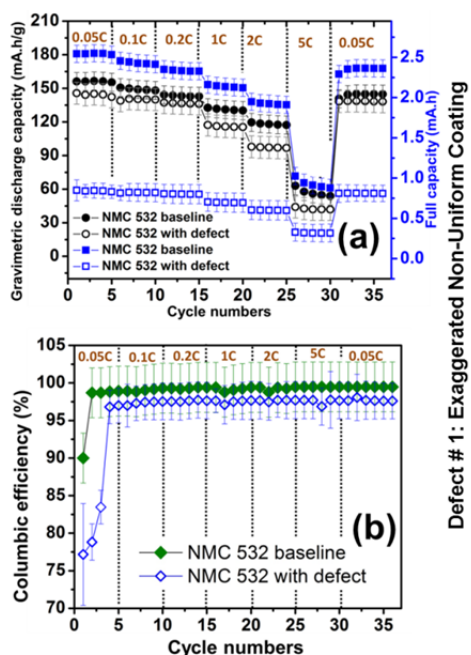 210
180
150
120
90
60
30
0
Gravimetric discharge capacity (mA.h/g)
0.05C 0.1C 0.2C 1C 2C 5C 0.05C
2.5
2.0
1.5
1.0
0.5
0.0
Full capacity (mA.h)
NMC 532 baseline
NMC 532 with defect
NMC 532 baseline
NMC 532 with defect
(a)
0 5 10 15 20 25 30 35
Cycle numbers
105
100
95
90
85
80
75
70
Columbic efficiency (%)
0.05C 0.1C 0.2C 1C 2C 5C 0.05C
(b)
NMC 532 baseline
NMC 532 with defect
0 5 10 15 20 25 30 35
Cycle numbers
Defect # 1: Exaggerated Non-Uniform Coating